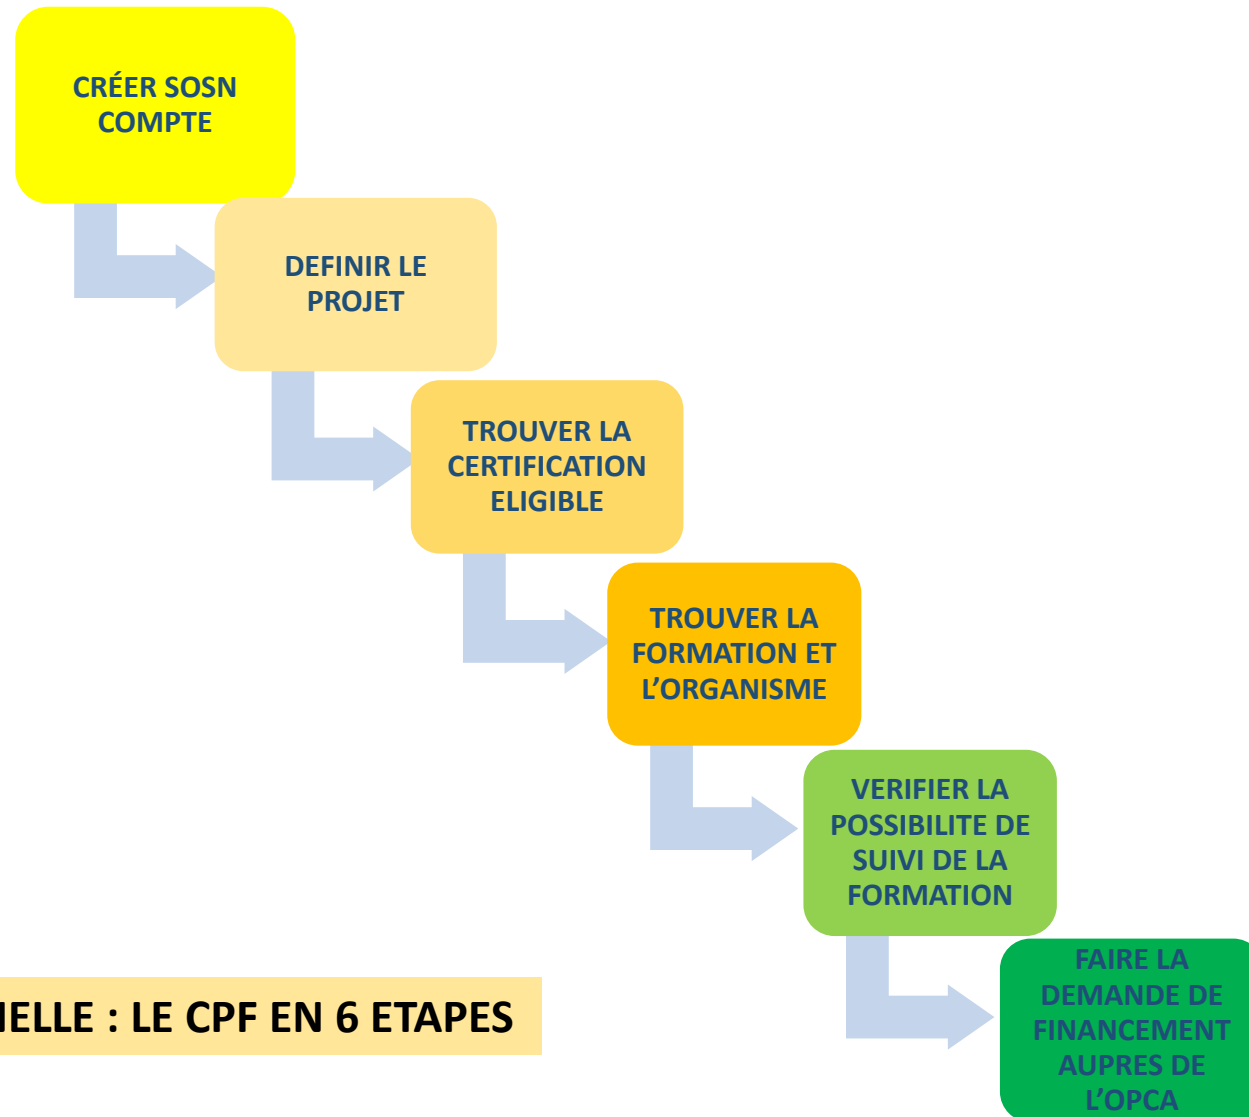 CRÉER SOSN
COMPTE
DEFINIR LE
PROJET
TROUVER LA
CERTIFICATION
ELIGIBLE
TROUVER LA
FORMATION ET
L’ORGANISME
VERIFIER LA
POSSIBILITE DE
SUIVI DE LA
FORMATION
FAIRE LA
DEMANDE DE
FINANCEMENT
AUPRES DE
L’OPCA
NELLE : LE CPF EN 6 ETAPES